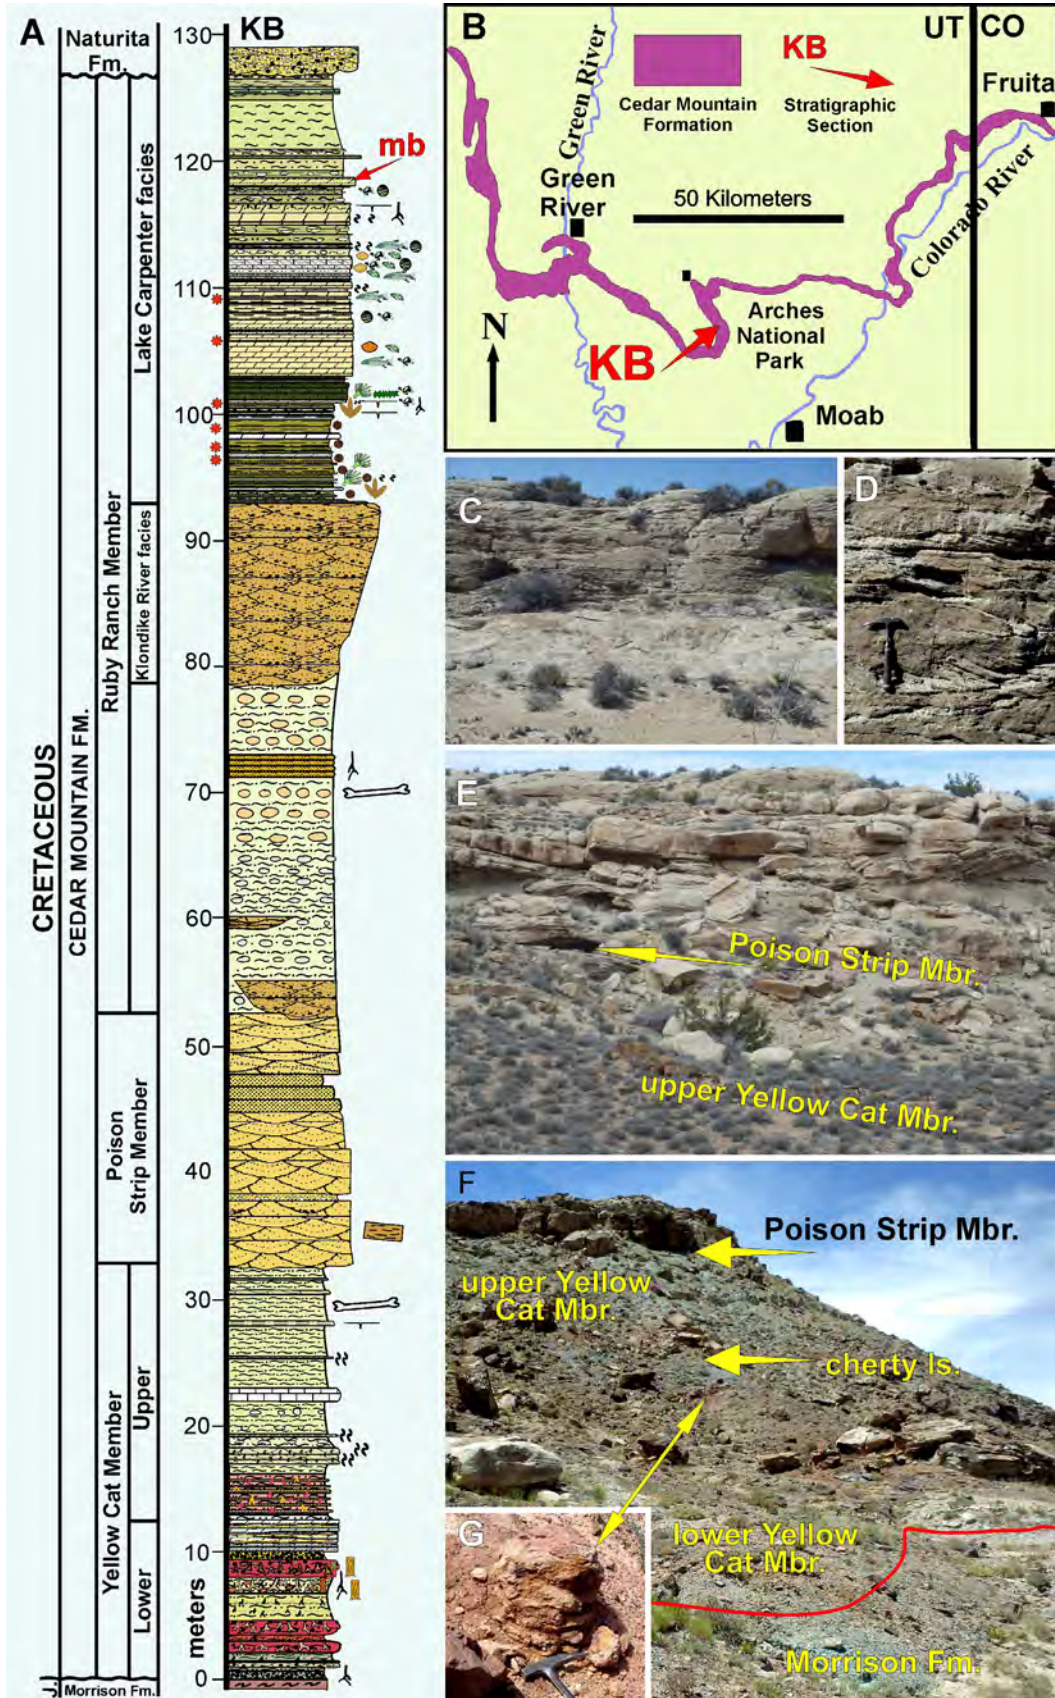 A
KB
Naturita
Fm.
130
120
110
100
90
80
70
60
50
40
30
20
10
0
meters
mb
CRETACEOUS
CEDAR MOUNTAIN FM.
Ruby Ranch Member
Lake Carpenter facies
Klondike River facies
Poison
Strip Member
Yellow Cat Member
Upper
Lower
J.
Morrison Fm.
B
UT
CO
KB
Cedar Mountain
Formation
Stratigraphic
Section
Fruita
Green River
Green
River
50 Kilometers
Colorado River
N
Arches
National
Park
KB
Moab
C
D
E
Poison Strip Mbr.
upper Yellow Cat Mbr.
F
Poison Strip Mbr.
upper Yellow
Cat Mbr.
cherty ls.
G
lower Yellow
Cat Mbr.
Morrison Fm.